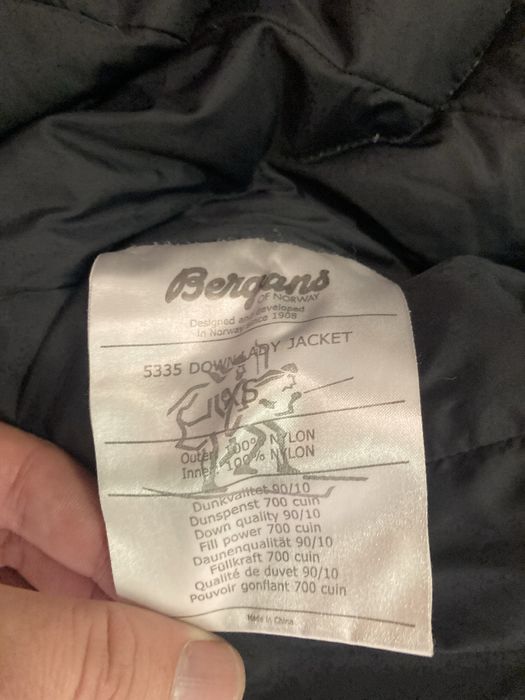 Bergans
OF NORWAY
Designed and developed
in Norway since 1908
5335 DOWN LADY JACKET
Outer 100% NYLON
Inner 100% NYLON
Dunkvalitet 90/10
Dunspenst 700 cuin
Down quality 90/10
Fill power 700 cuin
Daunenqualität 90/10
Füllkraft 700 cuin
Qualité de duvet 90/10
Pouvoir gonflant 700 cuin
Made in China